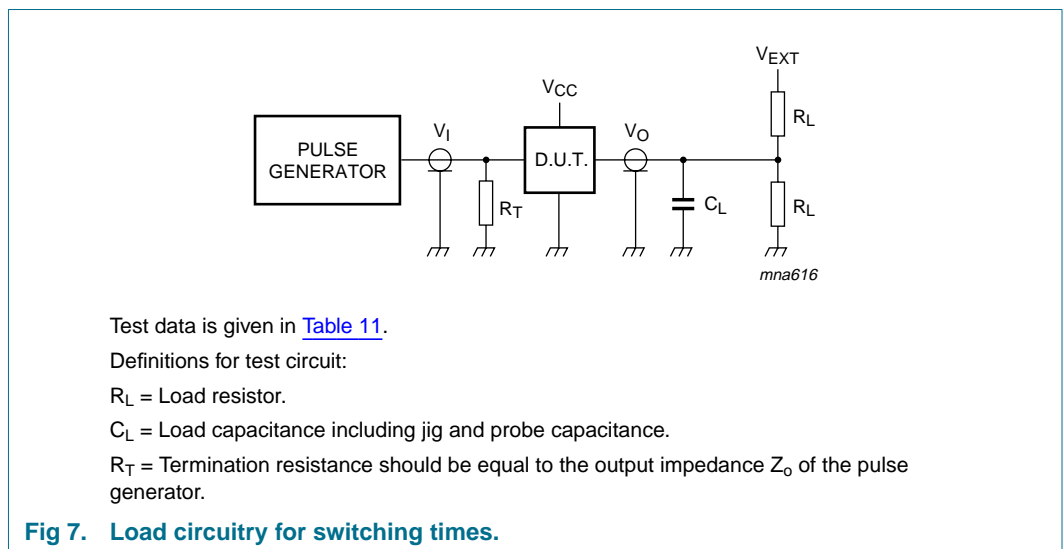 VEXT
VCC
RL
VI
VO
PULSE
GENERATOR
D.U.T.
RT
CL
RL
mna616
Test data is given in Table 11.
Definitions for test circuit:
RL = Load resistor.
CL = Load capacitance including jig and probe capacitance.
RT = Termination resistance should be equal to the output impedance Zo of the pulse
generator.
Fig 7. Load circuitry for switching times.